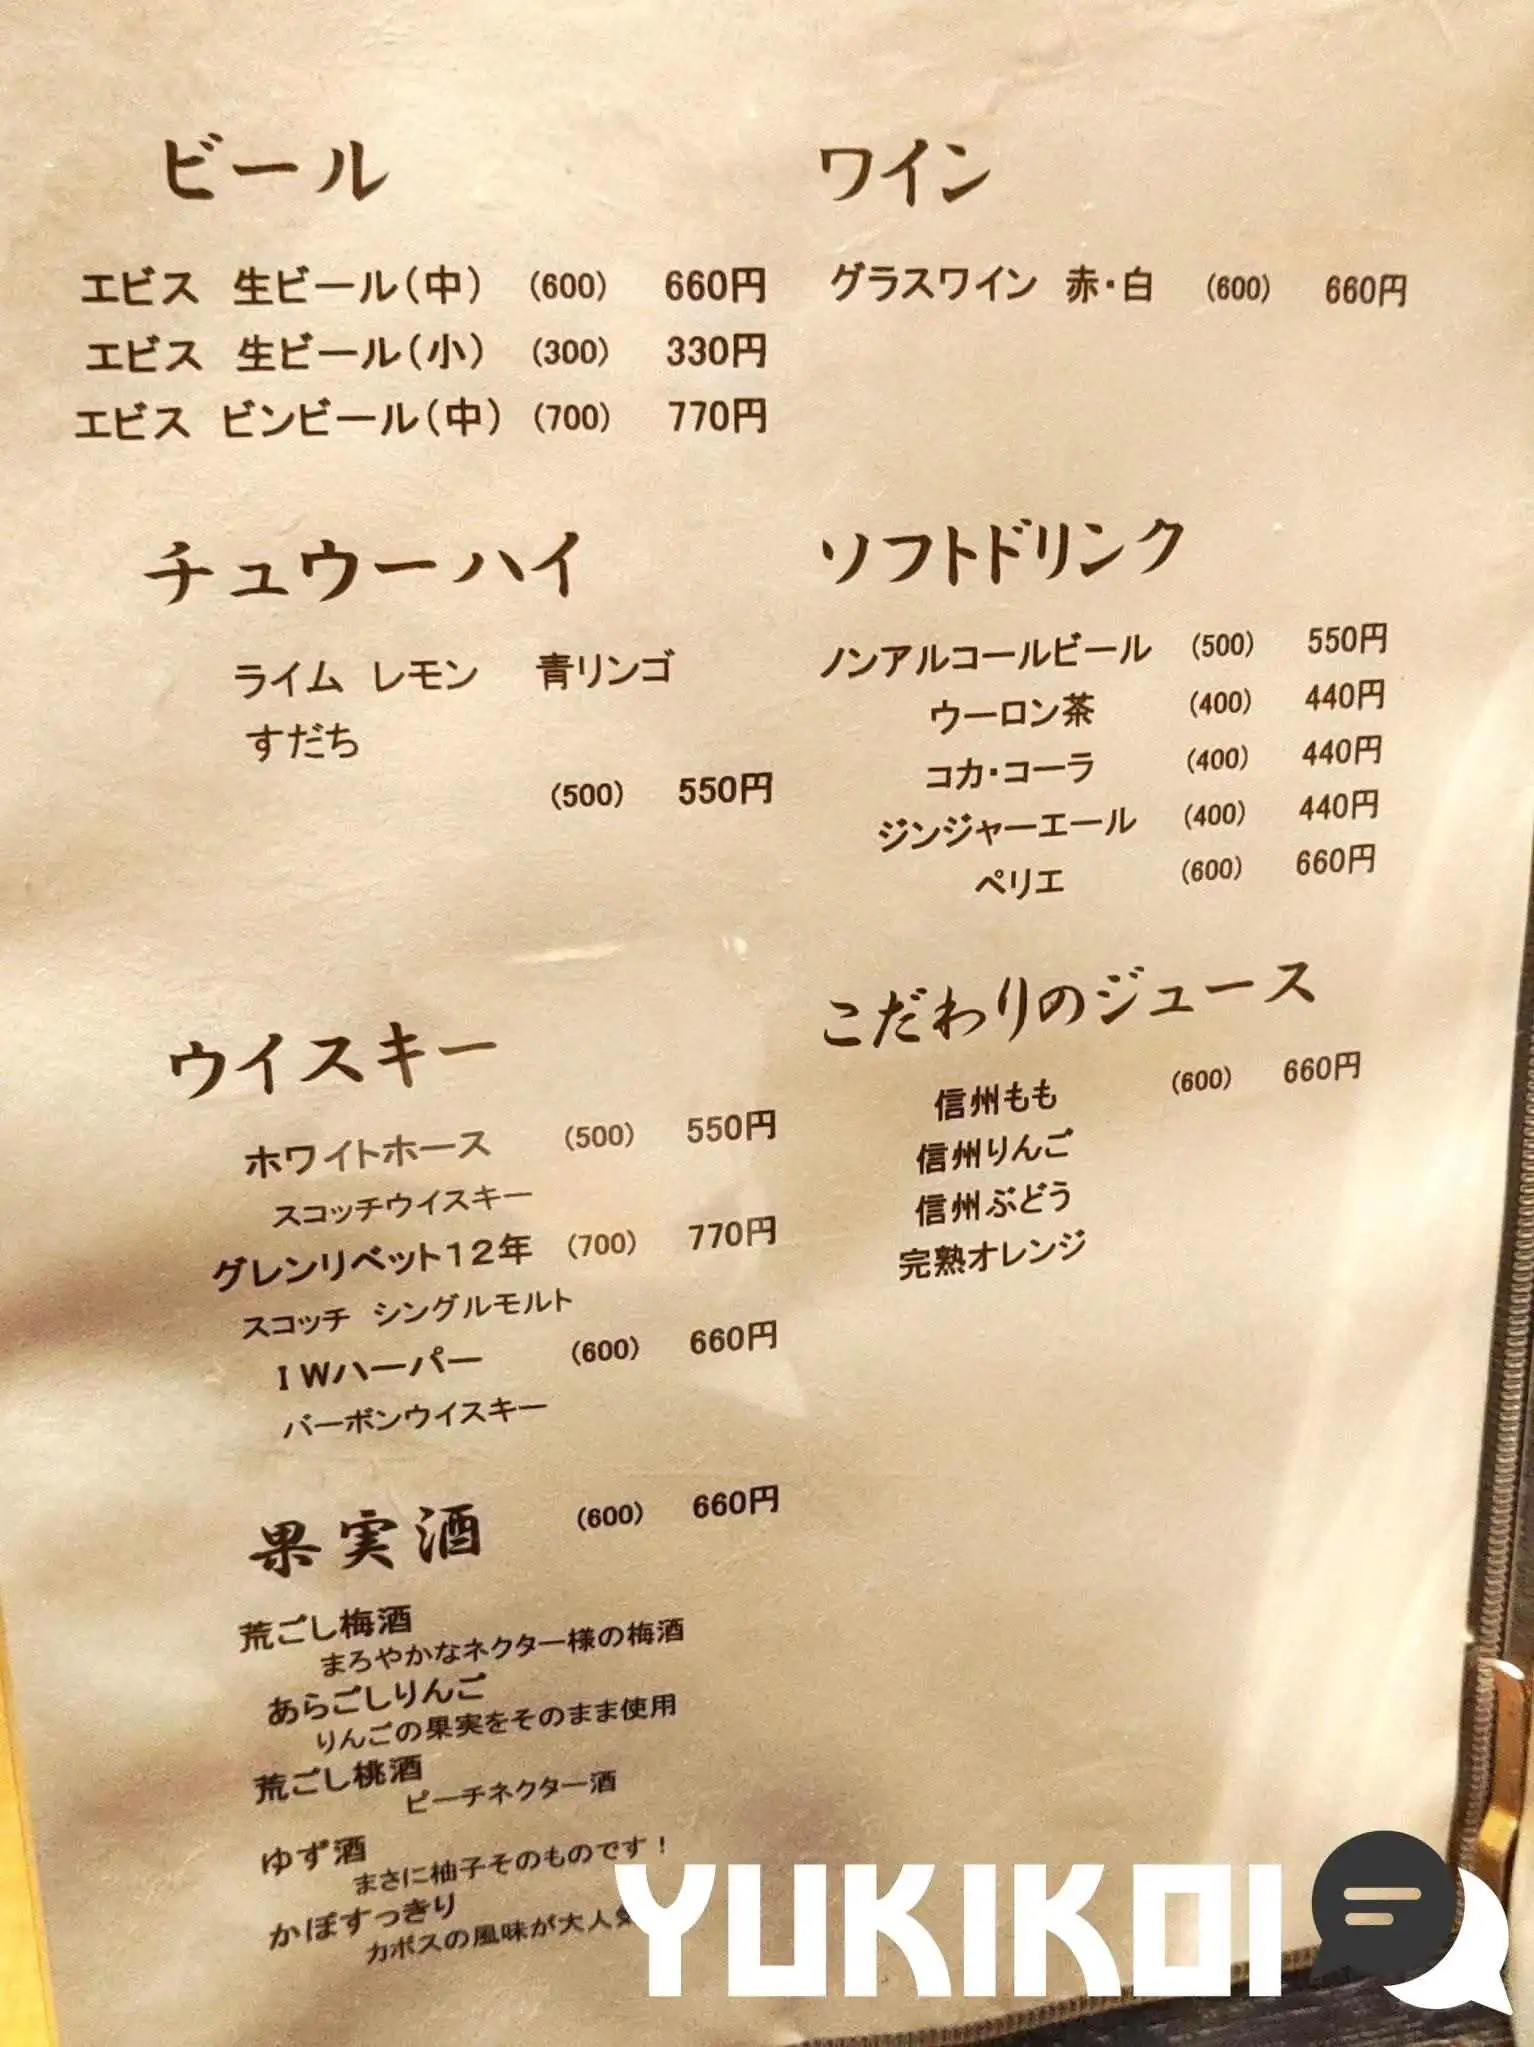 ビール
エビス 生ビール(中) (600) 660円
エビス 生ビール(小) (300) 330円
エビス ビンビール(中) (700) 770円
チュウーハイ
ライム レモン 青リンゴ
すだち
(500) 550円
ウイスキー
ホワイトホース (500) 550円
スコッチウイスキー
グレンリベット12年 (700) 770円
スコッチ シングルモルト
I Wハーパー (600) 660円
バーボンウイスキー
果実酒 (600) 660円
荒ごし梅酒
まろやかなネクター様の梅酒
あらごしりんご
りんごの果実をそのまま使用
荒ごし桃酒
ピーチネクター酒
ゆず酒
まさに柚子そのものです!
かぼすっきり
カボスの風味が大人気
ワイン
グラスワイン 赤・白 (600) 660円
ソフトドリンク
ノンアルコールビール (500) 550円
ウーロン茶 (400) 440円
コカ・コーラ (400) 440円
ジンジャーエール (400) 440円
ペリエ (600) 660円
こだわりのジュース
信州もも (600) 660円
信州りんご
信州ぶどう
完熟オレンジ
YUKIKOI